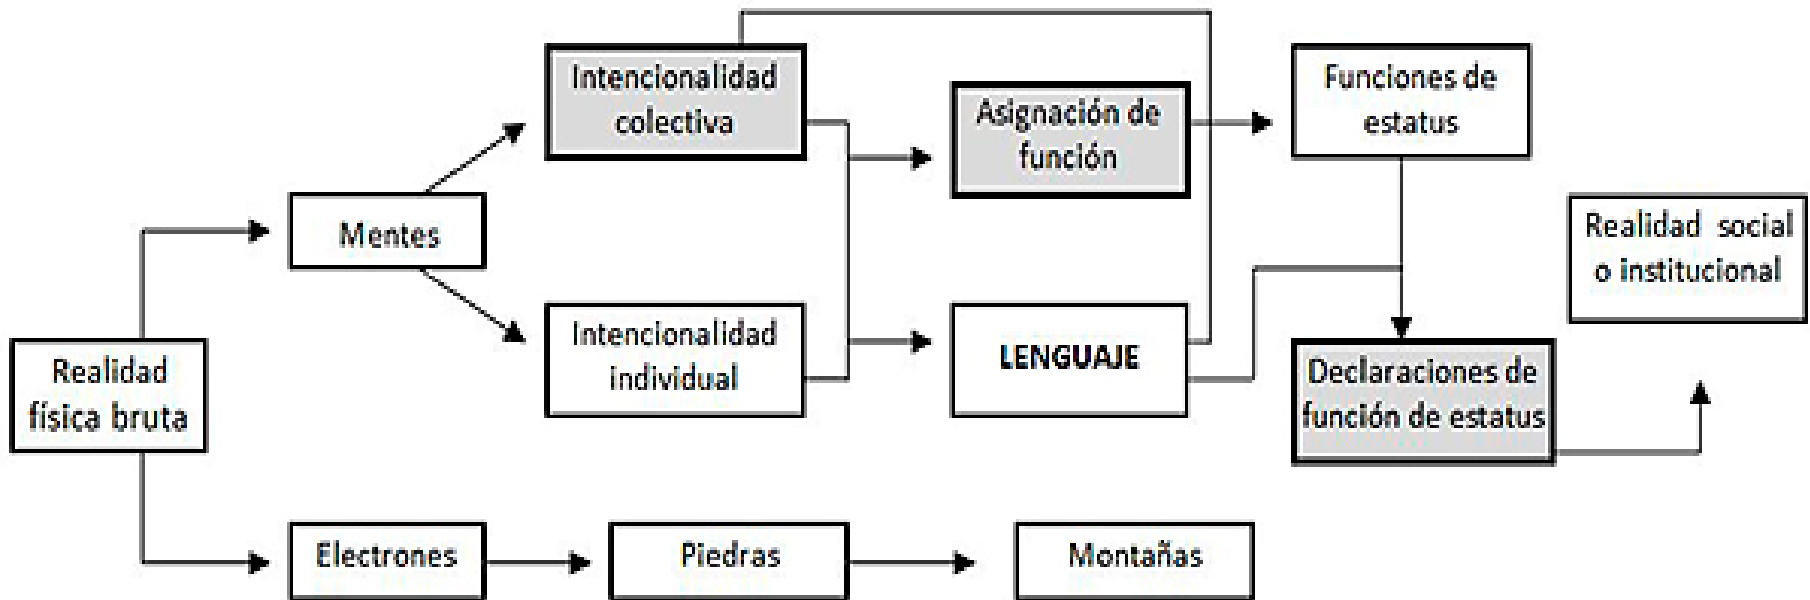 Intencionalidad
colectiva
Asignación de
función
Funciones de
estatus
Mentes
Realidad social
o institucional
Intencionalidad
individual
LENGUAJE
Realidad
física bruta
Declaraciones de
función de estatus
Electrones
Piedras
Montañas